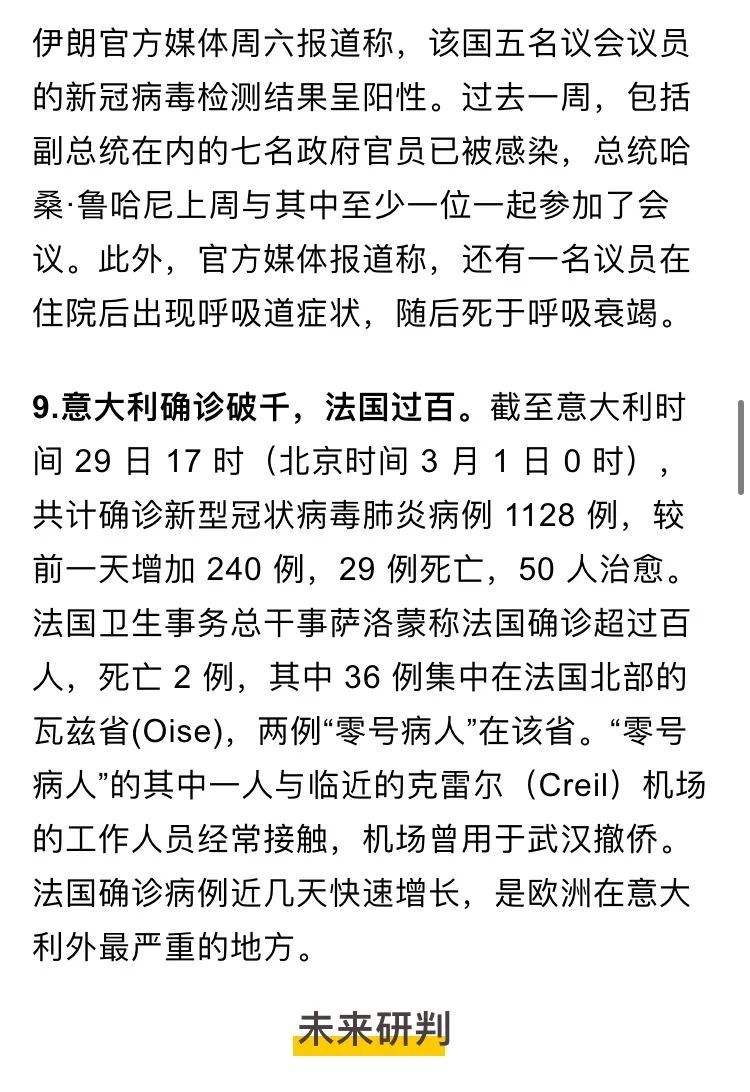 伊朗官方媒体周六报道称，该国五名议会议员
的新冠病毒检测结果呈阳性。过去一周，包括
副总统在内的七名政府官员已被感染，总统哈
桑·鲁哈尼上周与其中至少一位一起参加了会
议。此外，官方媒体报道称，还有一名议员在
住院后出现呼吸道症状，随后死于呼吸衰竭。
9.意大利确诊破千，法国过百。截至意大利时
间 29 日 17 时（北京时间 3 月 1 日 0 时），
共计确诊新型冠状病毒肺炎病例 1128 例，较
前一天增加 240 例，29 例死亡，50 人治愈。
法国卫生事务总干事萨洛蒙称法国确诊超过百
人，死亡 2 例，其中 36 例集中在法国北部的
瓦兹省(Oise)，两例“零号病人”在该省。“零号
病人”的其中一人与临近的克雷尔（Creil）机场
的工作人员经常接触，机场曾用于武汉撤侨。
法国确诊病例近几天快速增长，是欧洲在意大
利外最严重的地方。
未来研判